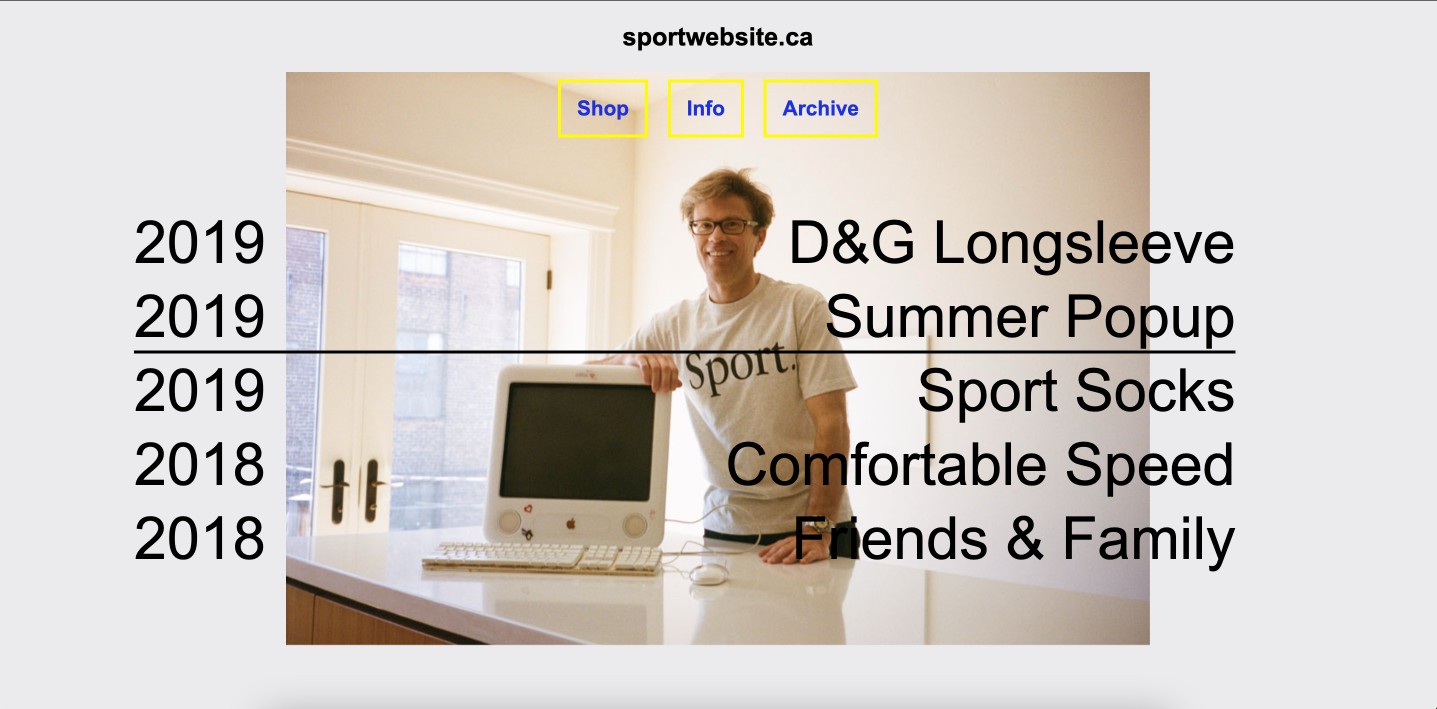 sportwebsite.ca
Shop Info Archive
2019 D&G Longsleeve
2019 Summer Popup
Sport.
2019 Sport Socks
2018 Comfortable Speed
2018 Friends & Family